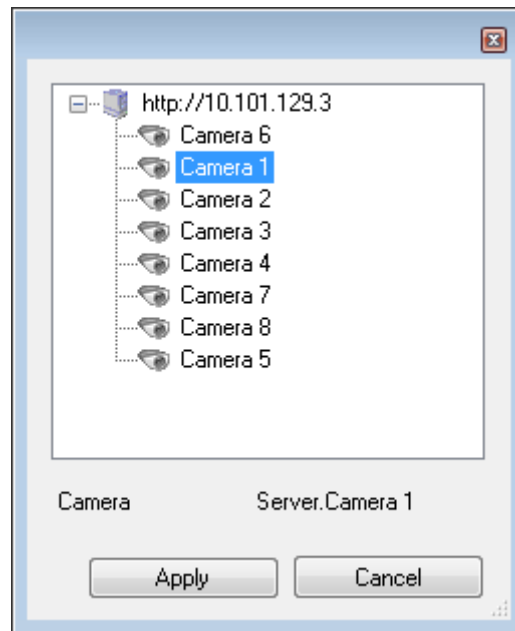 http://10.101.129.3
Camera 6
Camera 1
Camera 2
Camera 3
Camera 4
Camera 7
Camera 8
Camera 5
Camera Server.Camera 1
Apply Cancel